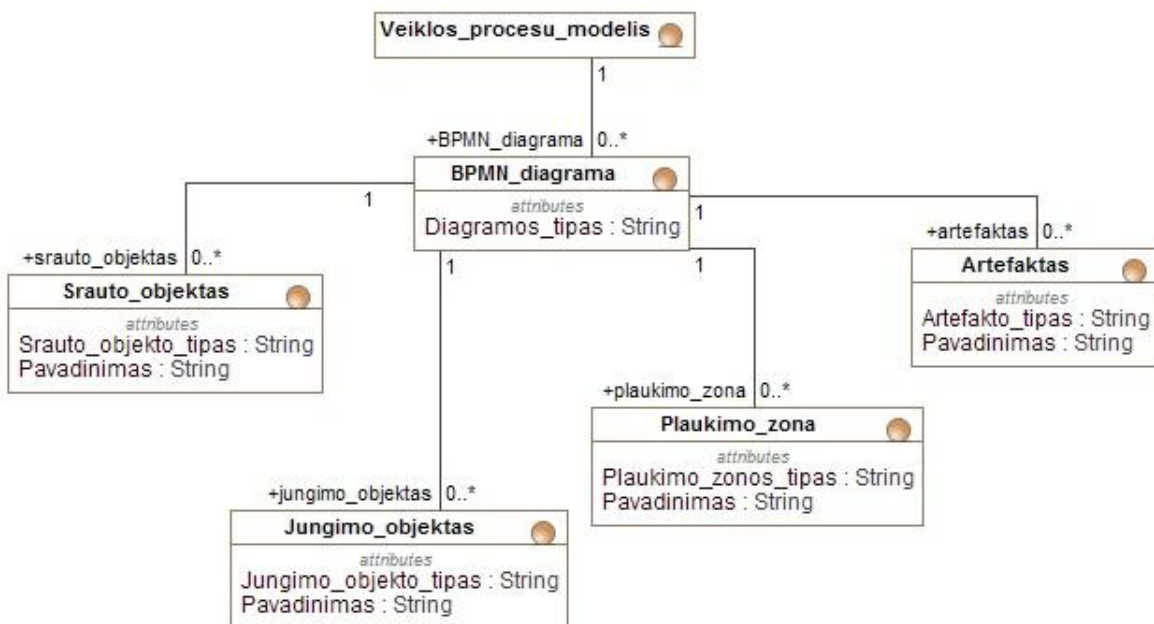 Veiklos_procesu_modelis
1
+BPMN_diagrama 0..*
BPMN_diagrama
attributes
Diagramos_tipas : String
1
1
1
1
+srauto_objektas 0..*
Srauto_objektas
attributes
Srauto_objekto_tipas : String
Pavadinimas : String
+artefaktas 0..*
Artefaktas
attributes
Artefakto_tipas : String
Pavadinimas : String
+plaukimo_zona 0..*
Plaukimo_zona
attributes
Plaukimo_zonos_tipas : String
Pavadinimas : String
+jungimo_objektas 0..*
Jungimo_objektas
attributes
Jungimo_objekto_tipas : String
Pavadinimas : String